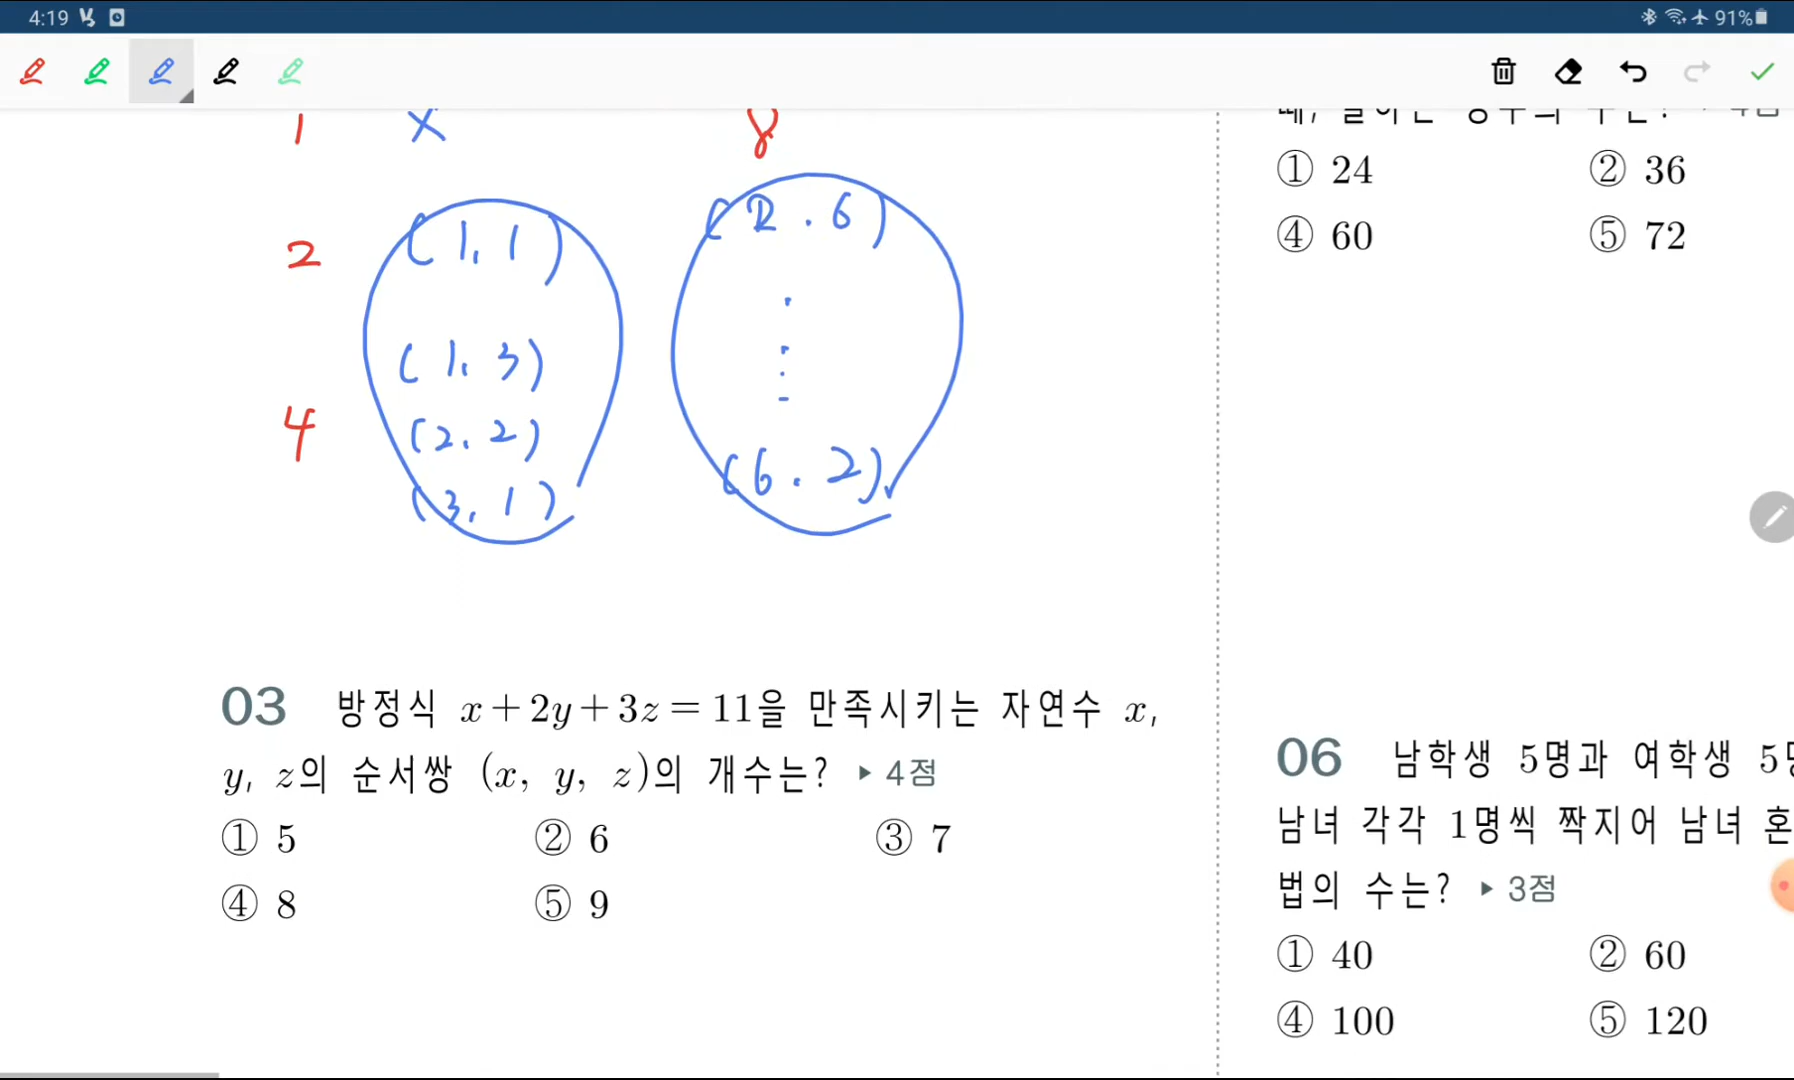 4:19
91%
1 x 8
2 (1, 1) (2. 6)
(1, 3)
4 (2, 2)
(3, 1) (6. 2)
03 방정식 x+2y+3z=11을 만족시키는 자연수 x,
y, z의 순서쌍 (x, y, z)의 개수는? ▶ 4점
① 5 ② 6 ③ 7
④ 8 ⑤ 9
① 24 ② 36
④ 60 ⑤ 72
06 남학생 5명과 여학생 5명
남녀 각각 1명씩 짝지어 남녀 혼
법의 수는? ▶ 3점
① 40 ② 60
④ 100 ⑤ 120